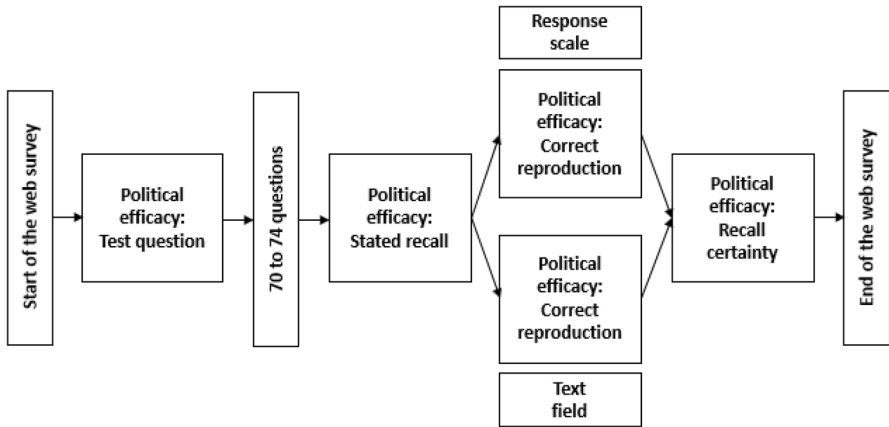 Start of the web survey
Political
efficacy:
Test question
70 to 74 questions
Political
efficacy:
Stated recall
Response
scale
Political
efficacy:
Correct
reproduction
Political
efficacy:
Correct
reproduction
Text
field
Political
efficacy:
Recall
certainty
End of the web survey